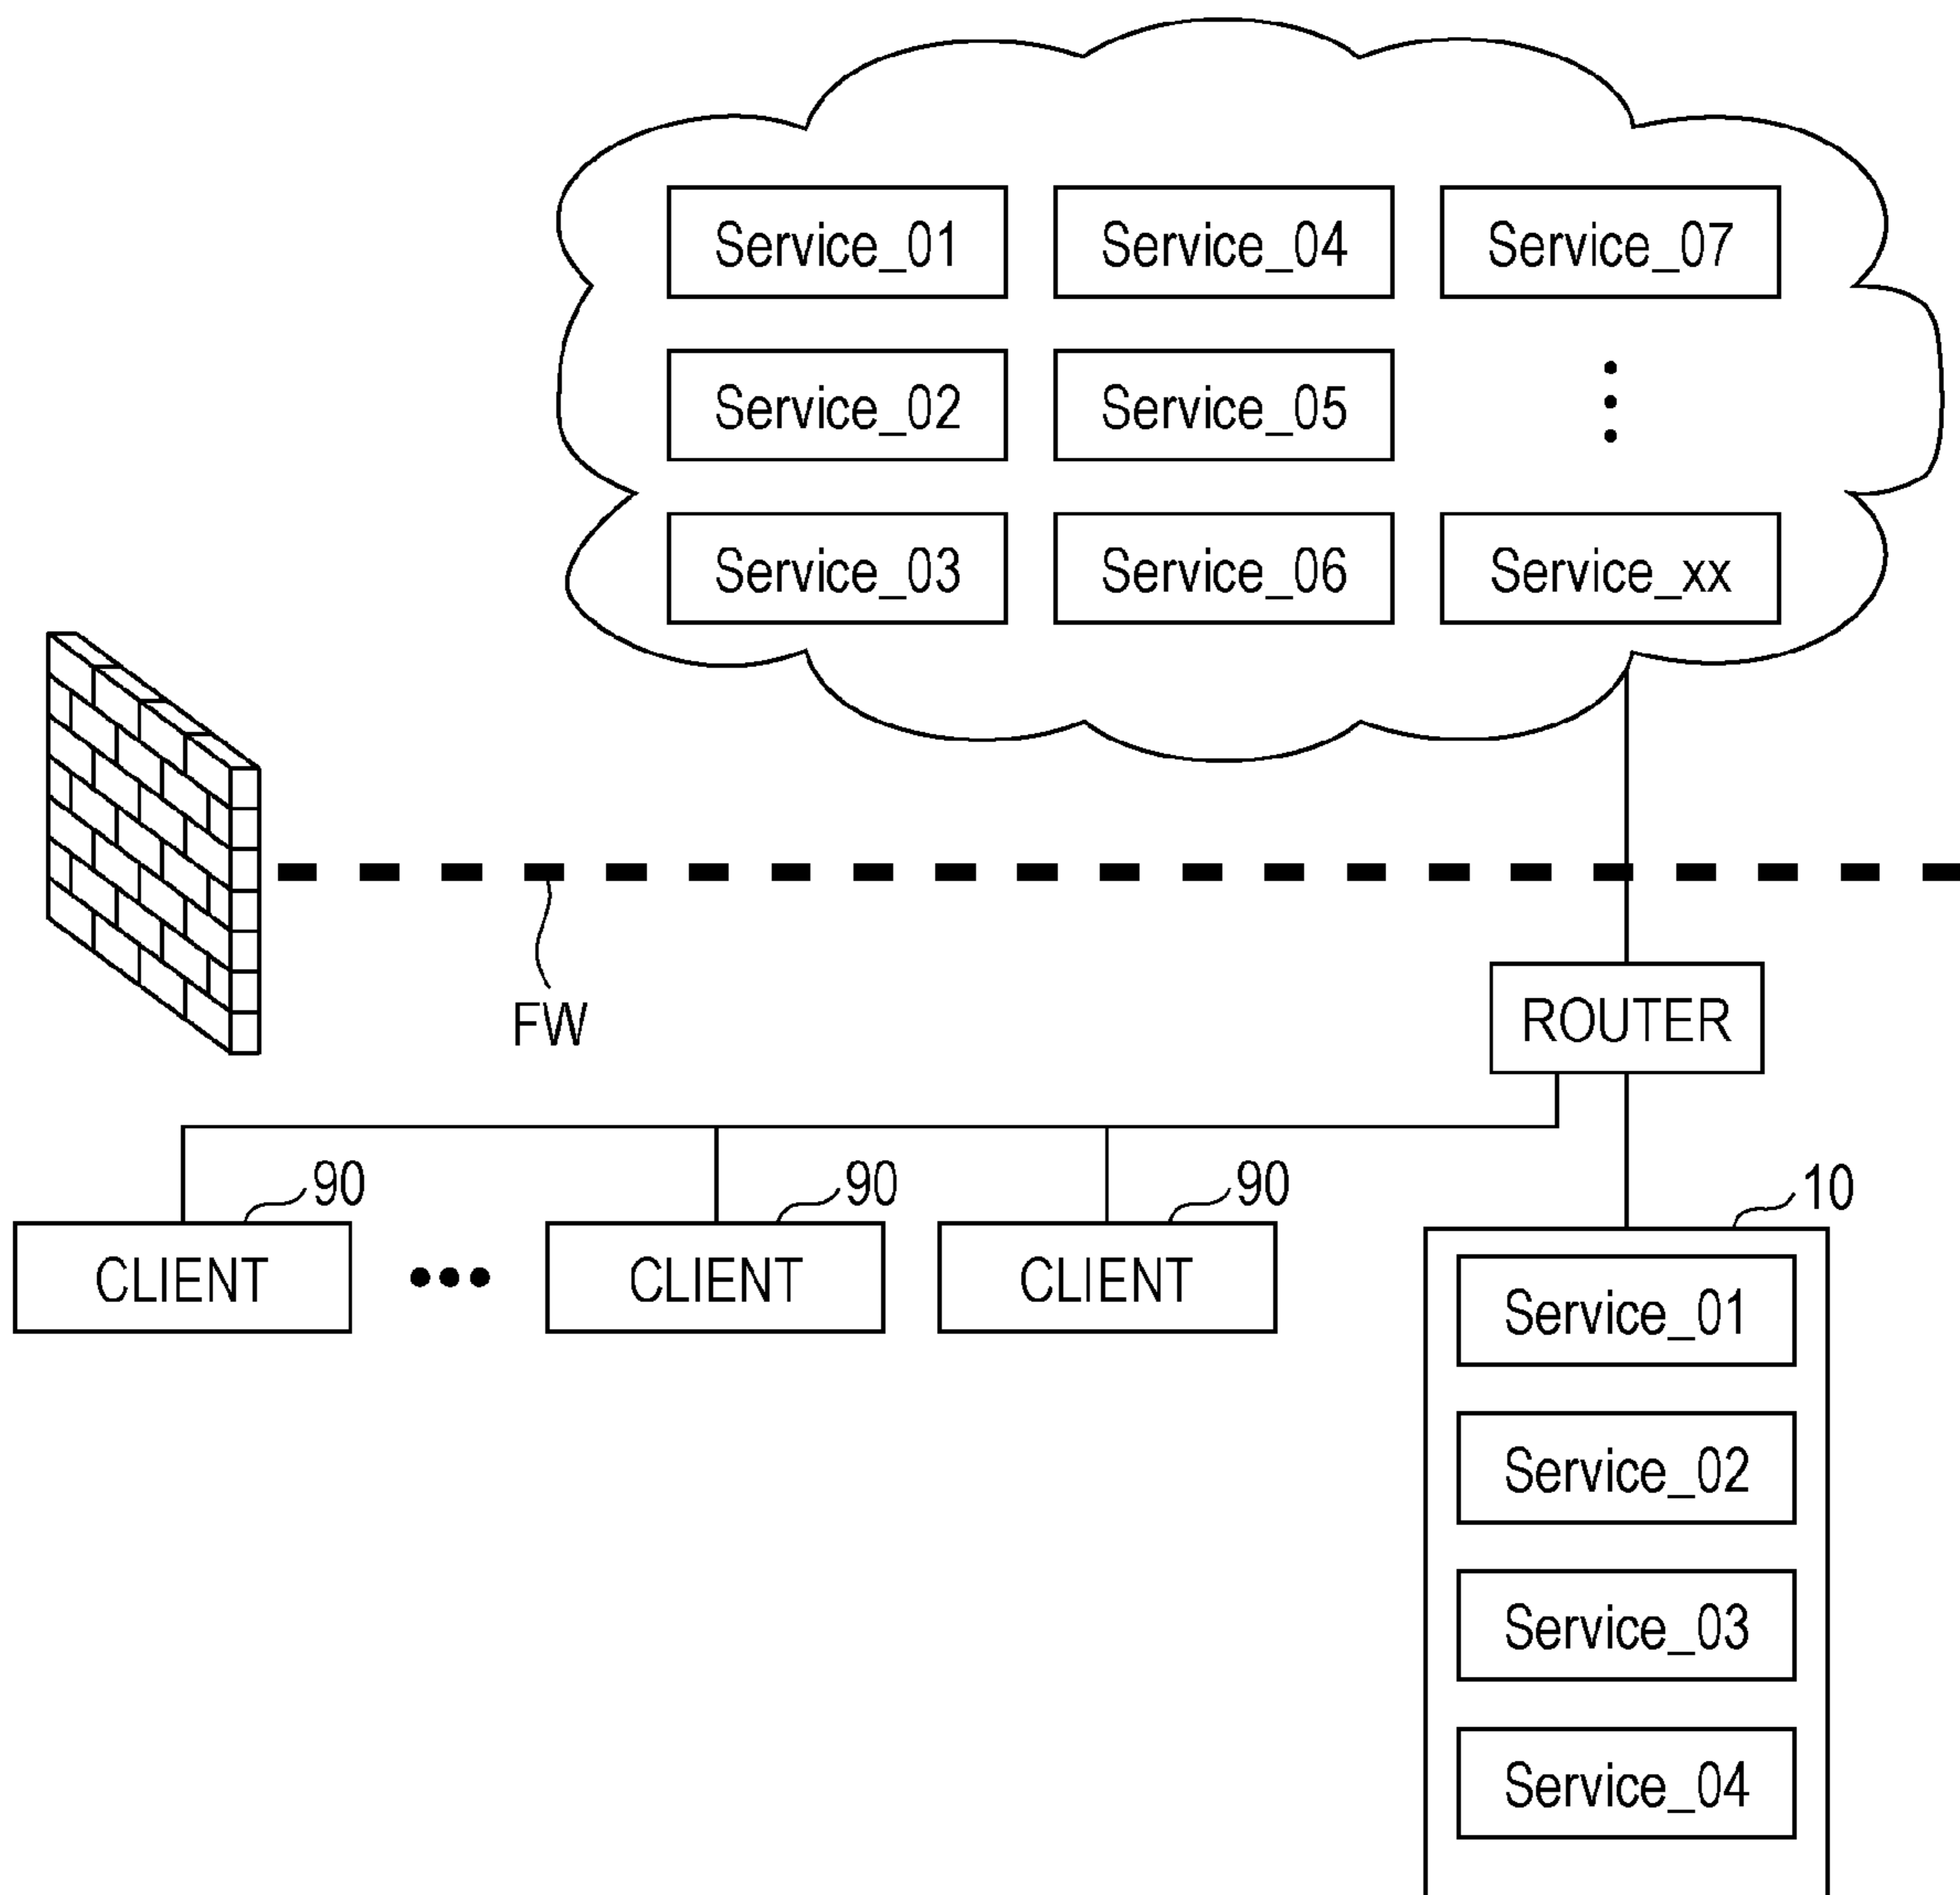 Service_01 Service_04 Service_07
Service_02 Service_05
Service_03 Service_06 Service_xx
FW
ROUTER
90 90 90 10
CLIENT CLIENT CLIENT
Service_01
Service_02
Service_03
Service_04